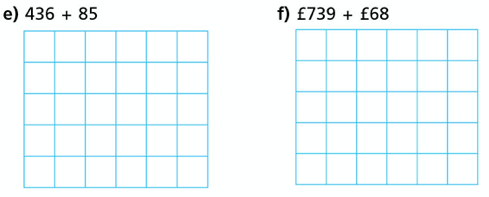 e) 436 + 85
f) £739 + £68